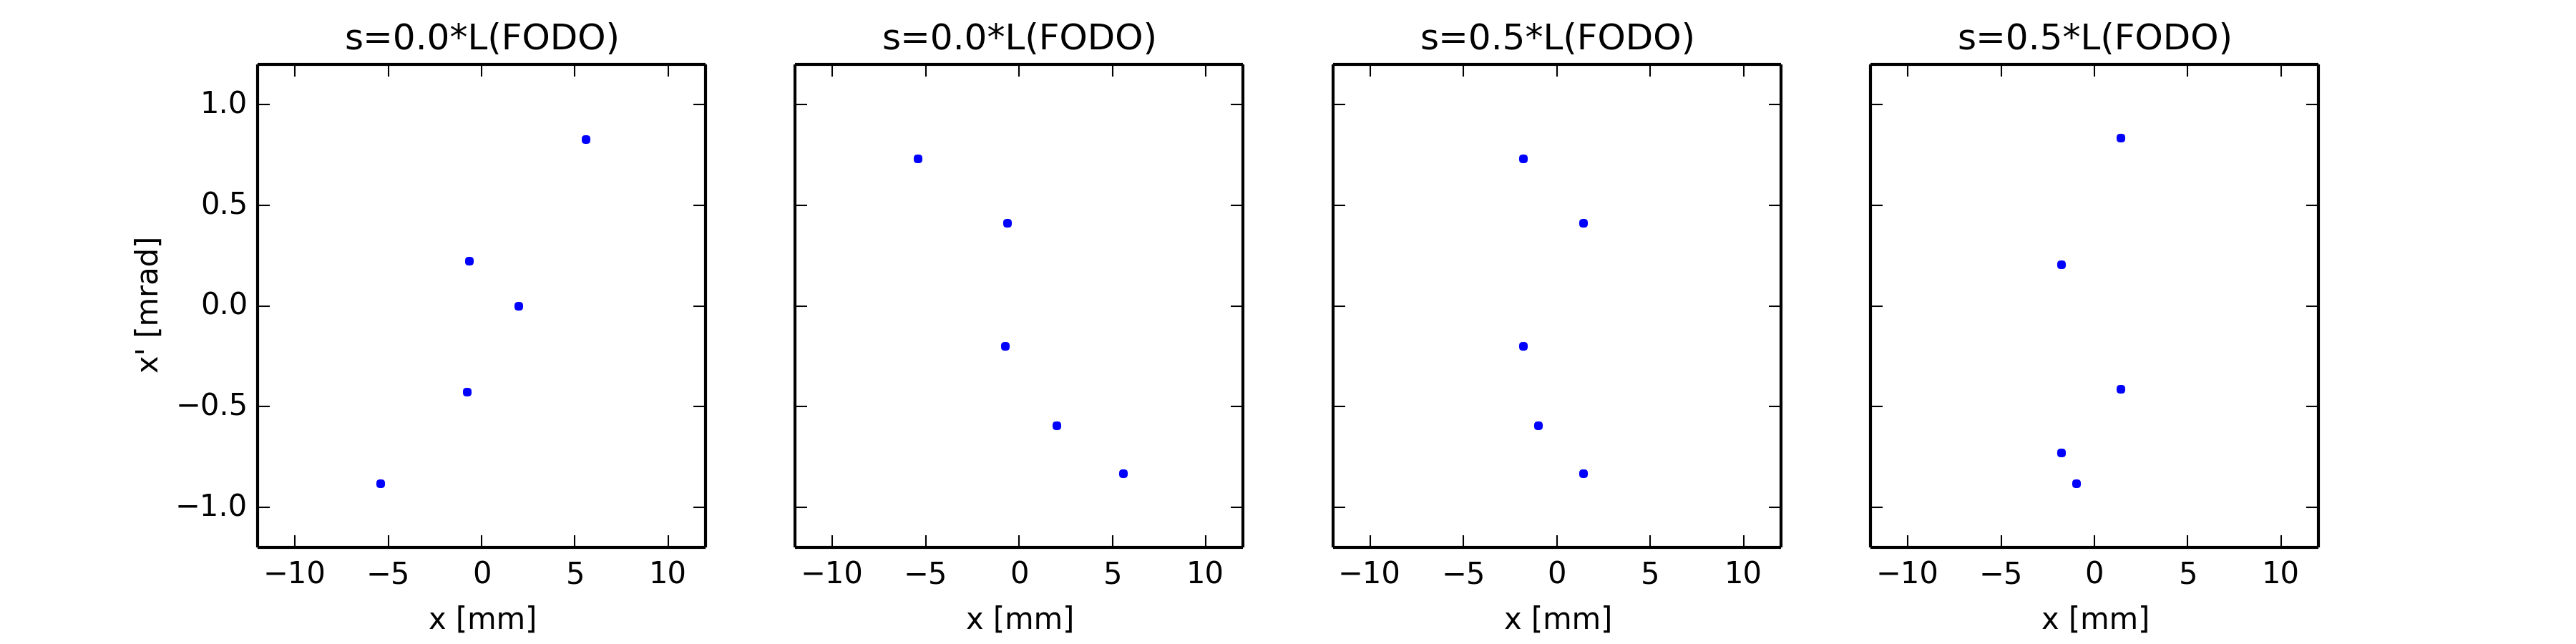 s=0.0*L(FODO) s=0.0*L(FODO) s=0.5*L(FODO) s=0.5*L(FODO)
1.0
0.5
0.0
−0.5
−1.0
x' [mrad]
−10 −5 0 5 10 −10 −5 0 5 10 −10 −5 0 5 10 −10 −5 0 5 10
x [mm] x [mm] x [mm] x [mm]